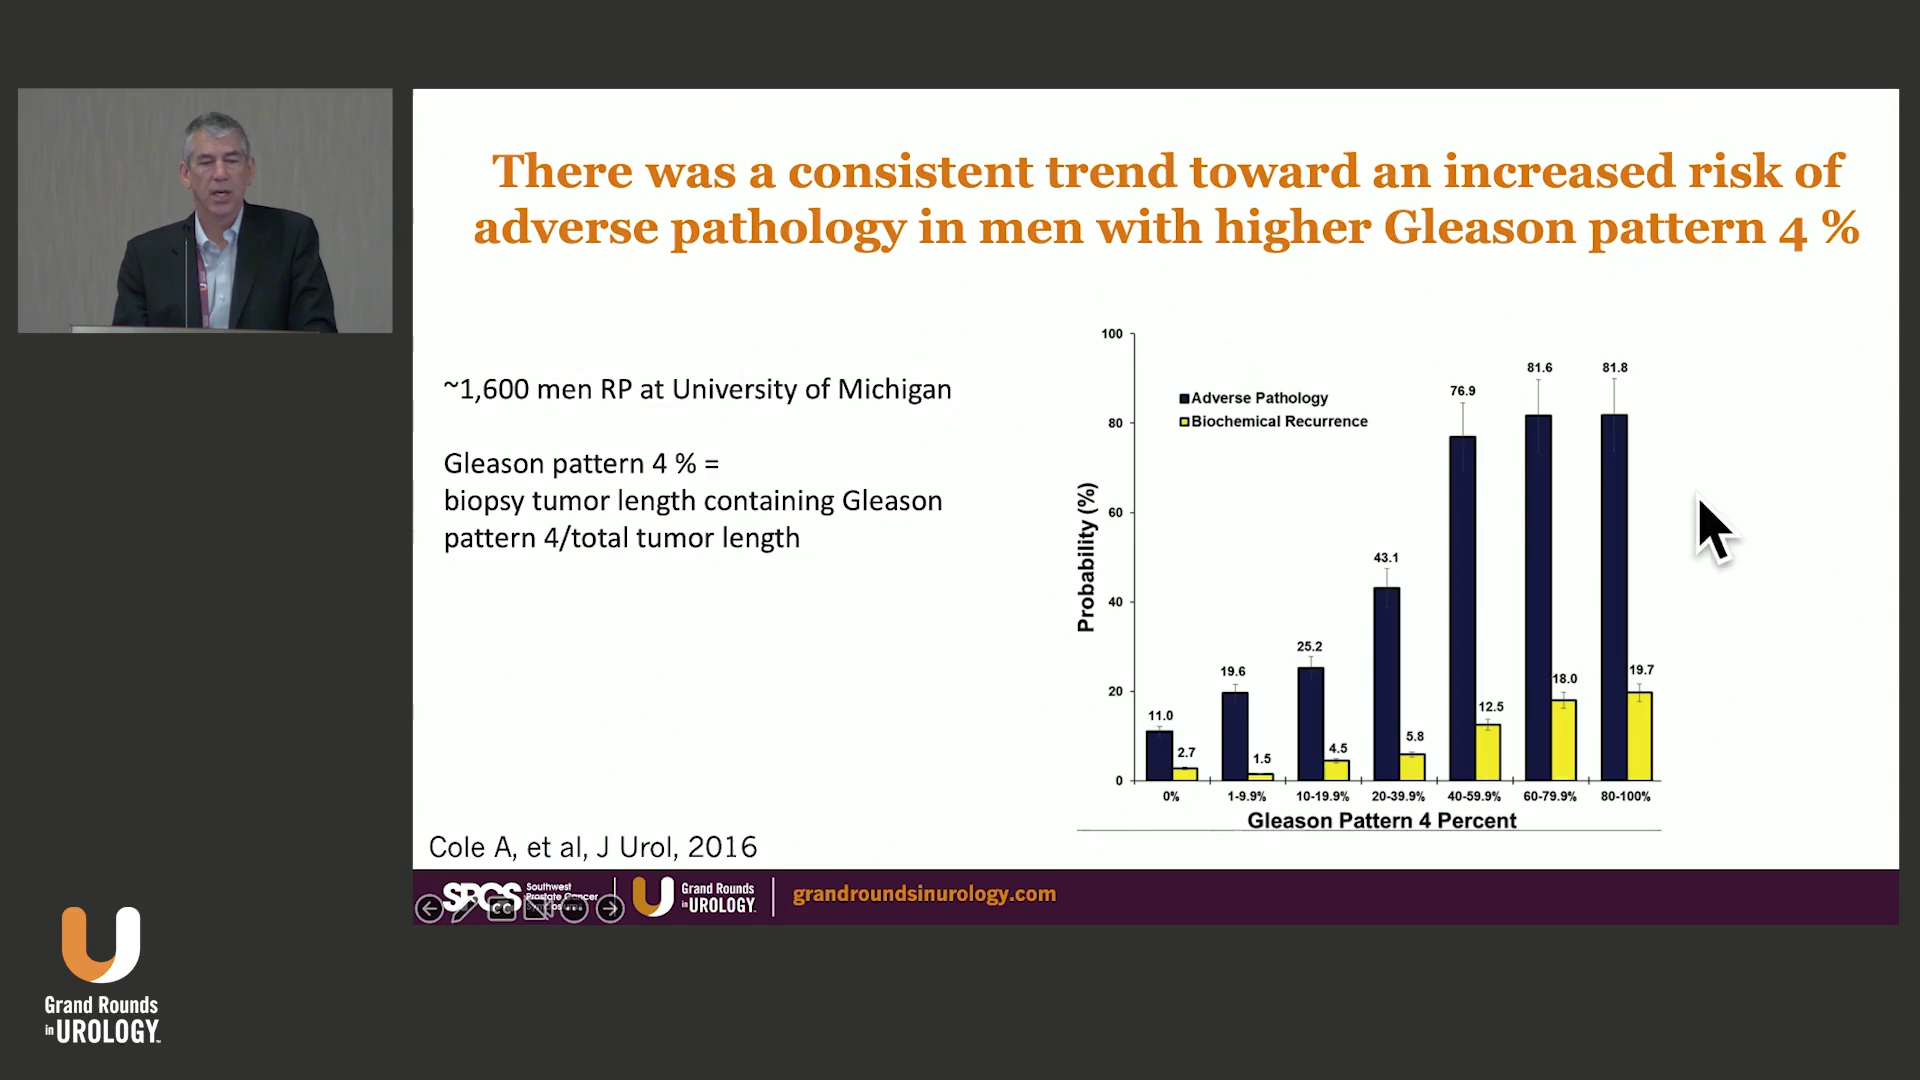 There was a consistent trend toward an increased risk of
adverse pathology in men with higher Gleason pattern 4 %
~1,600 men RP at University of Michigan
Gleason pattern 4 % =
biopsy tumor length containing Gleason
pattern 4/total tumor length
100
80
60
40
20
0
Probability (%)
Adverse Pathology
Biochemical Recurrence
11.0
2.7
19.6
1.5
25.2
4.5
43.1
5.8
76.9
12.5
81.6
18.0
81.8
19.7
0%
1-9.9%
10-19.9%
20-39.9%
40-59.9%
60-79.9%
80-100%
Gleason Pattern 4 Percent
Cole A, et al, J Urol, 2016
SPCS
Southwest
Prostate Cancer
CC
Grand Rounds
in UROLOGY
grandroundsinurology.com
Grand Rounds
in UROLOGY™